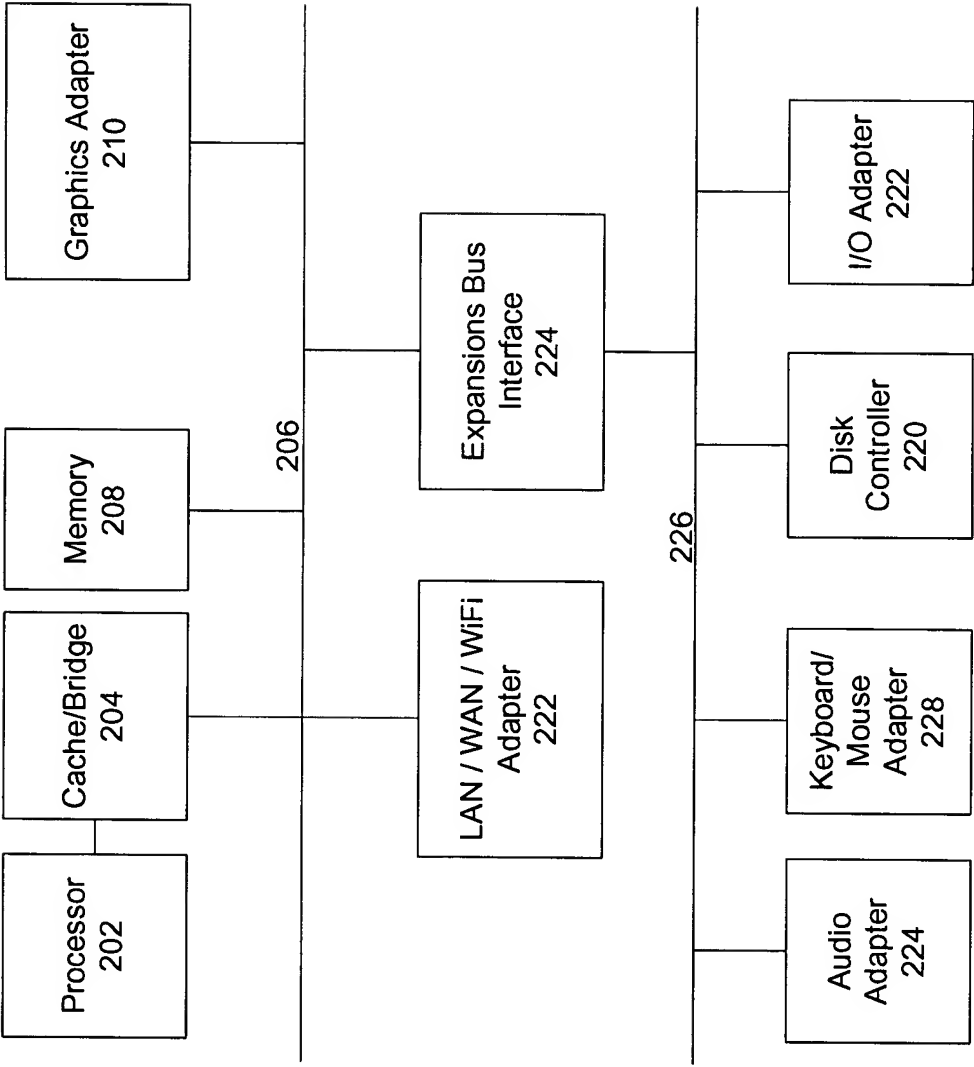 Processor
202
Cache/Bridge
204
Memory
208
Graphics Adapter
210
206
LAN / WAN / WiFi
Adapter
222
Expansions Bus
Interface
224
226
Audio
Adapter
224
Keyboard/
Mouse
Adapter
228
Disk
Controller
220
I/O Adapter
222